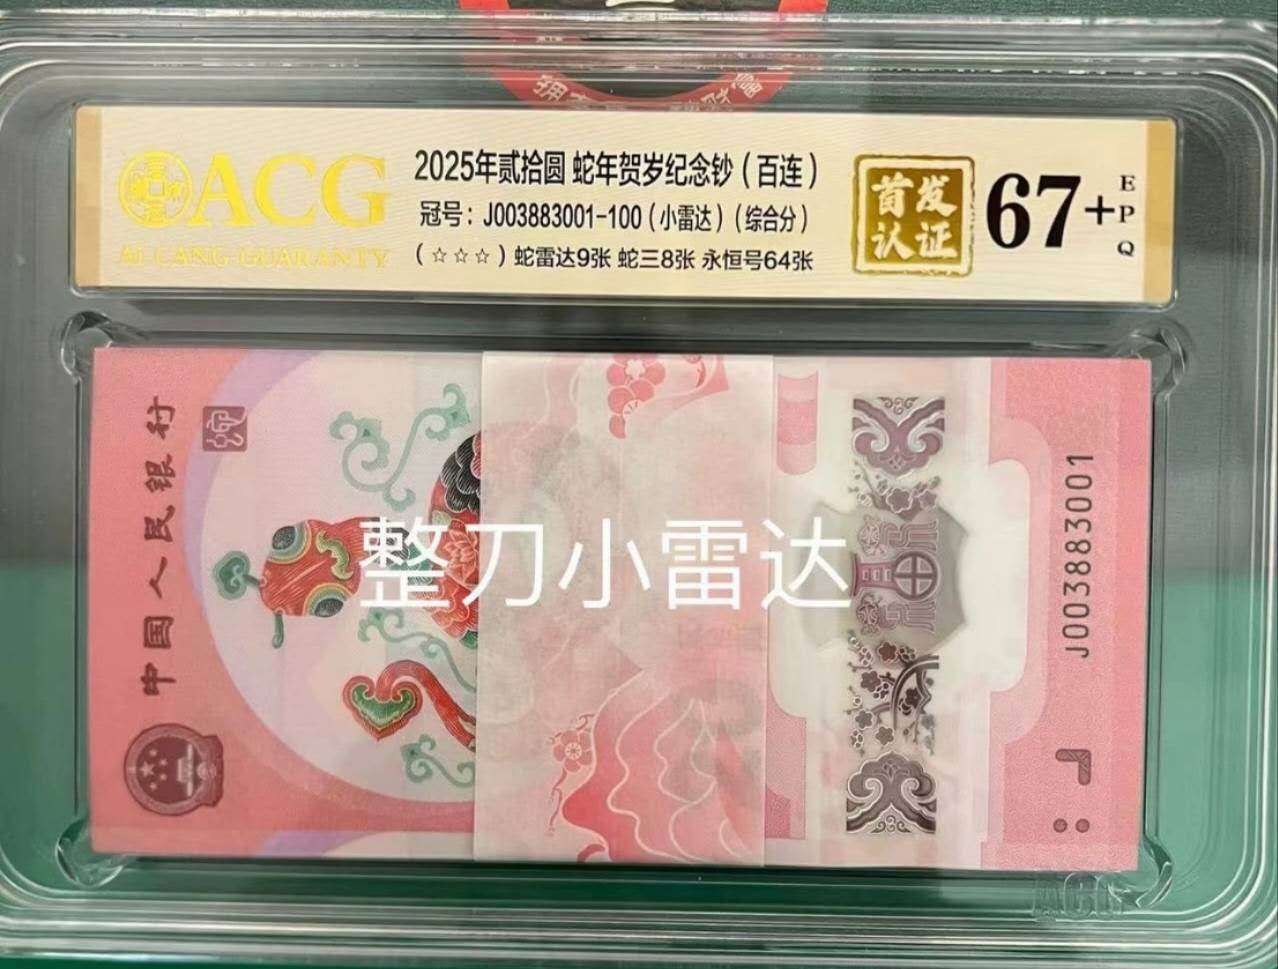 ACG
AI CANG GUARANTY
2025年贰拾圆 蛇年贺岁纪念钞（百连）
冠号：J003883001-100（小雷达）（综合分）
（☆☆☆）蛇雷达9张 蛇三8张 永恒号64张
首发
认证
67+
EPQ
中国人民银行
整刀小雷达
J003883001
ACG